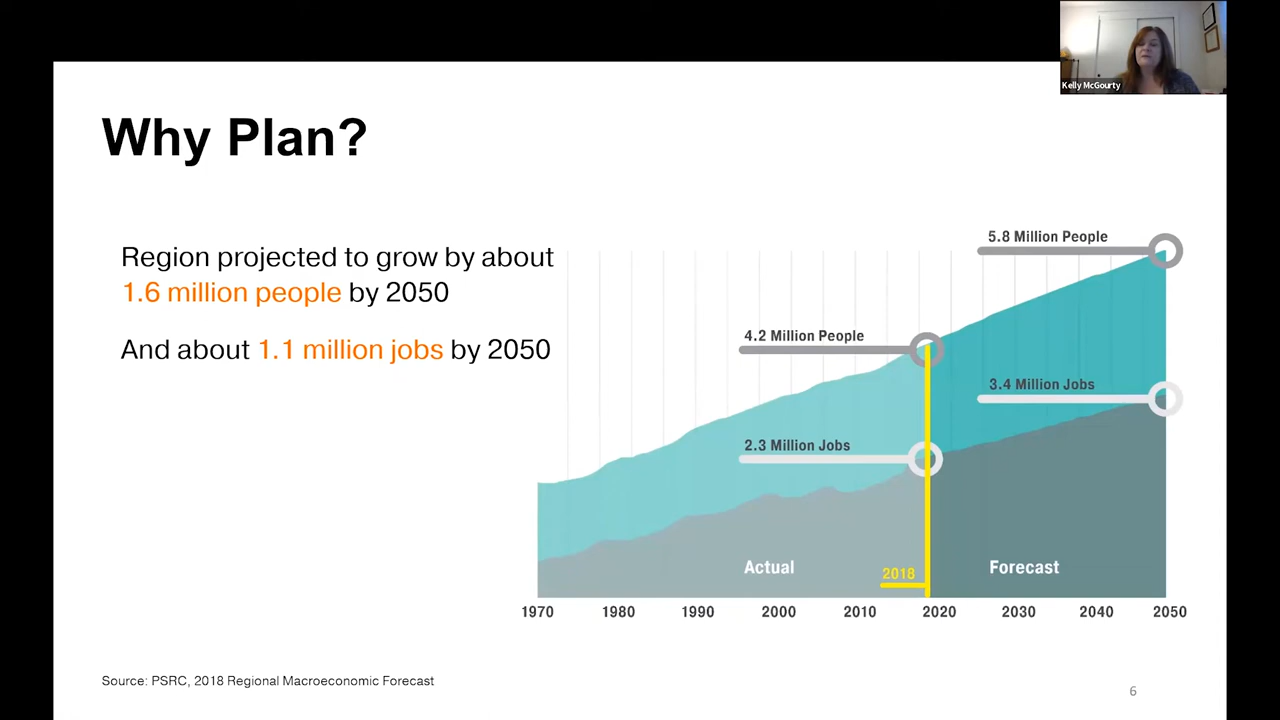 Kelly McGourty
Why Plan?
Region projected to grow by about
1.6 million people by 2050
And about 1.1 million jobs by 2050
5.8 Million People
4.2 Million People
3.4 Million Jobs
2.3 Million Jobs
Actual
2018
Forecast
1970 1980 1990 2000 2010 2020 2030 2040 2050
Source: PSRC, 2018 Regional Macroeconomic Forecast
6